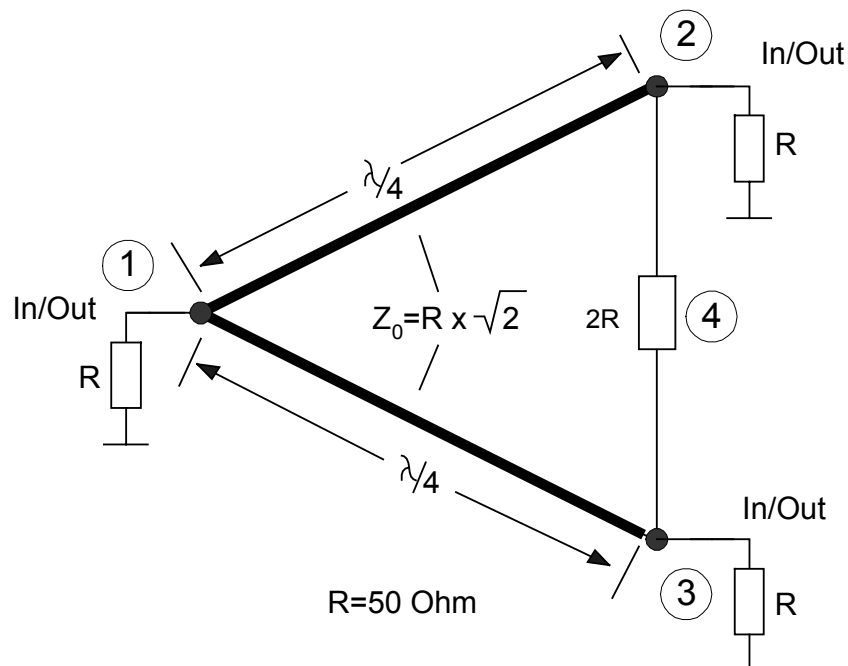 2
In/Out
R
λ/4
1
In/Out
R
Z₀=R x √2
2R
4
λ/4
In/Out
3
R
R=50 Ohm